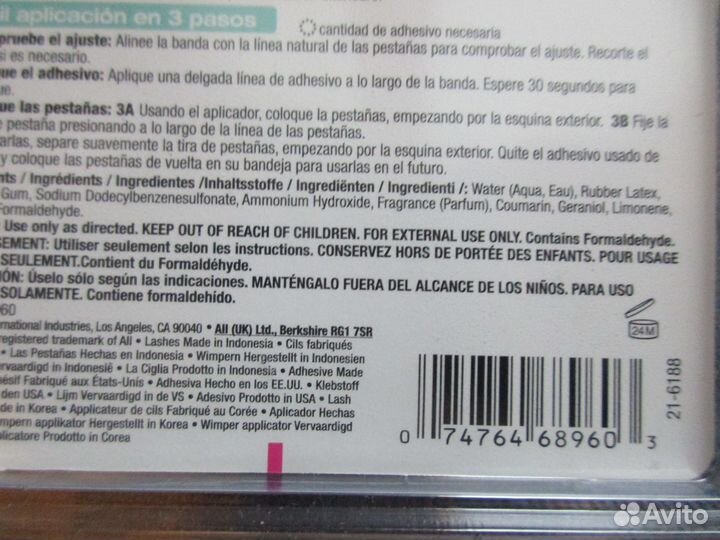 il aplicación en 3 pasos
cantidad de adhesivo necesaria
pruebe el ajuste: Alinee la banda con la línea natural de las pestañas para comprobar el ajuste. Recorte el
si es necesario.
que el adhesivo: Aplique una delgada línea de adhesivo a lo largo de la banda. Espere 30 segundos para
ue.
ue las pestañas: 3A Usando el aplicador, coloque la pestañas, empezando por la esquina exterior. 3B Fije la
e pestaña presionando a lo largo de la línea de las pestañas.
arlas, separe suavemente la tira de pestañas, empezando por la esquina exterior. Quite el adhesivo usado de
y coloque las pestañas de vuelta en su bandeja para usarlas en el futuro.
nts / Ingrédients / Ingredientes /Inhaltsstoffe / Ingrediënten / Ingredienti /: Water (Aqua, Eau), Rubber Latex,
Gum, Sodium Dodecylbenzenesulfonate, Ammonium Hydroxide, Fragrance (Parfum), Coumarin, Geraniol, Limonene,
Formaldehyde.
Use only as directed. KEEP OUT OF REACH OF CHILDREN. FOR EXTERNAL USE ONLY. Contains Formaldehyde.
SEMENT: Utiliser seulement selon les instructions. CONSERVEZ HORS DE PORTÉE DES ENFANTS. POUR USAGE
SEULEMENT.Contient du Formaldéhyde.
IÓN: Úselo sólo según las indicaciones. MANTÉNGALO FUERA DEL ALCANCE DE LOS NIÑOS. PARA USO
SOLAMENTE. Contiene formaldehído.
60
ernational Industries, Los Angeles, CA 90040 • AII (UK) Ltd., Berkshire RG1 7SR
registered trademark of AII • Lashes Made in Indonesia • Cils fabriqués
• Las Pestañas Hechas en Indonesia • Wimpern Hergestellt in Indonesien
ervaardigd in Indonesië • La Ciglia Prodotto in Indonesia • Adhesive Made
hésif Fabriqué aux États-Unis • Adhesiva Hecho en los EE.UU. • Klebstoff
den USA • Lijm Vervaardigd in de VS • Adesivo Prodotto in USA • Lash
de in Korea • Applicateur de cils Fabriqué au Corée • Aplicador Hechas
mpern applikator Hergestellt in Korea • Wimper applicator Vervaardigd
plicatore Prodotto in Corea
24M
21-6188
0 74764 68960 3
Avito